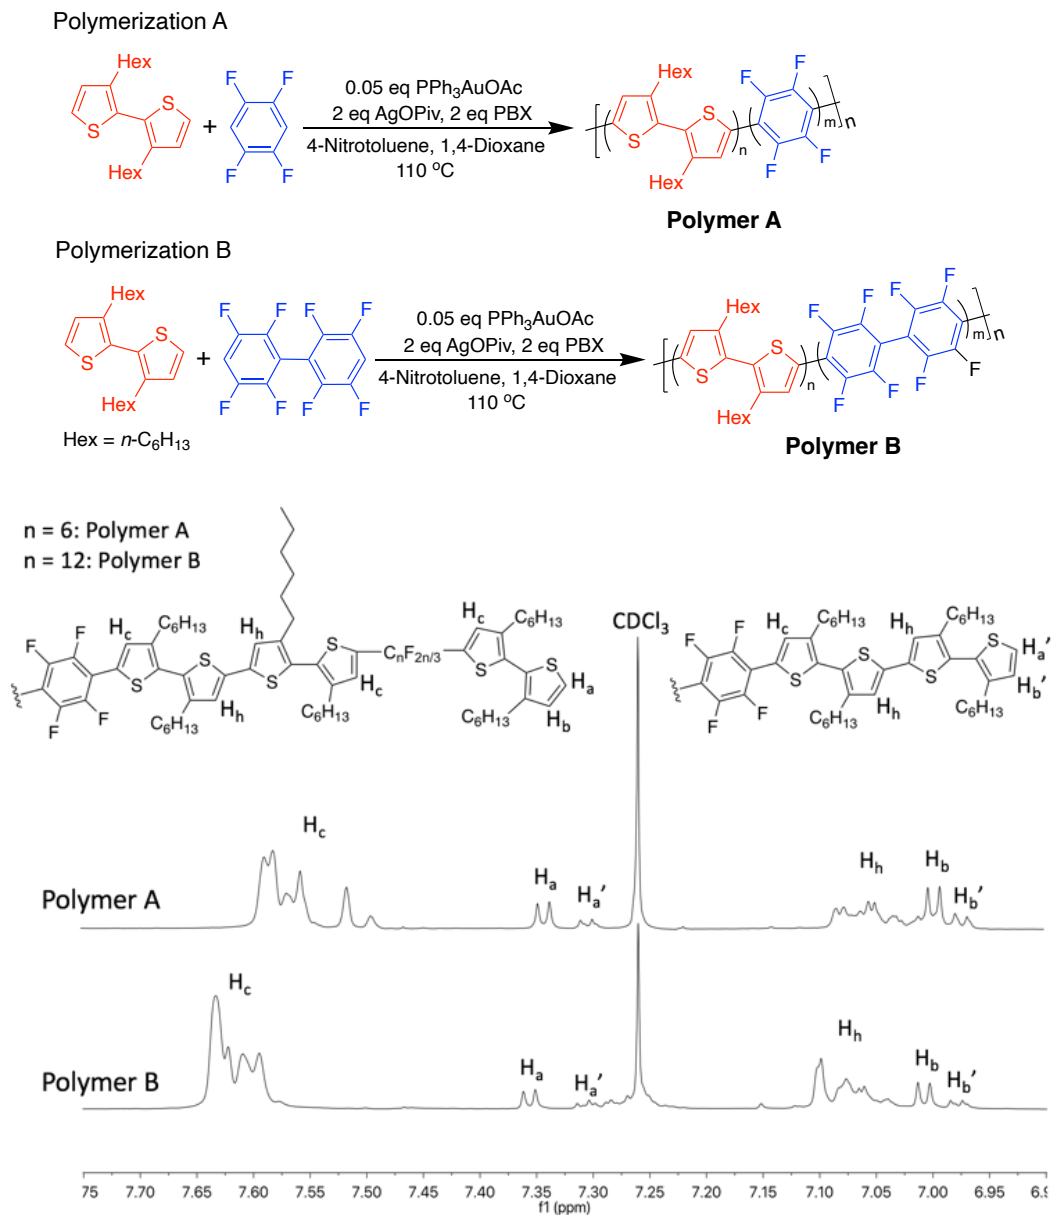 Polymerization A
Hex
S
S
Hex
+
F
F
F
F
0.05 eq PPh3AuOAc
2 eq AgOPiv, 2 eq PBX
4-Nitrotoluene, 1,4-Dioxane
110 °C
Hex
S
S
Hex
n
F
F
F
F
m
n
Polymer A
Polymerization B
Hex
S
S
Hex
+
F
F
F
F
F
F
F
F
0.05 eq PPh3AuOAc
2 eq AgOPiv, 2 eq PBX
4-Nitrotoluene, 1,4-Dioxane
110 °C
Hex
S
S
Hex
n
F
F
F
F
F
F
F
F
m
n
Hex = n-C6H13
Polymer B
n = 6: Polymer A
n = 12: Polymer B
F
F
F
F
Hc
C6H13
S
S
C6H13
Hh
Hh
S
S
C6H13
Hc
CnF2n/3
Hc
C6H13
S
S
C6H13
Ha
Hb
CDCl3
F
F
F
F
Hc
C6H13
S
S
C6H13
Hh
Hh
C6H13
S
S
C6H13
Ha'
Hb'
Polymer A
Hc
Ha
Ha'
Hh
Hb
Hb'
Polymer B
Hc
Ha
Ha'
Hh
Hb
Hb'
75 7.70 7.65 7.60 7.55 7.50 7.45 7.40 7.35 7.30 7.25 7.20 7.15 7.10 7.05 7.00 6.95
f1 (ppm)